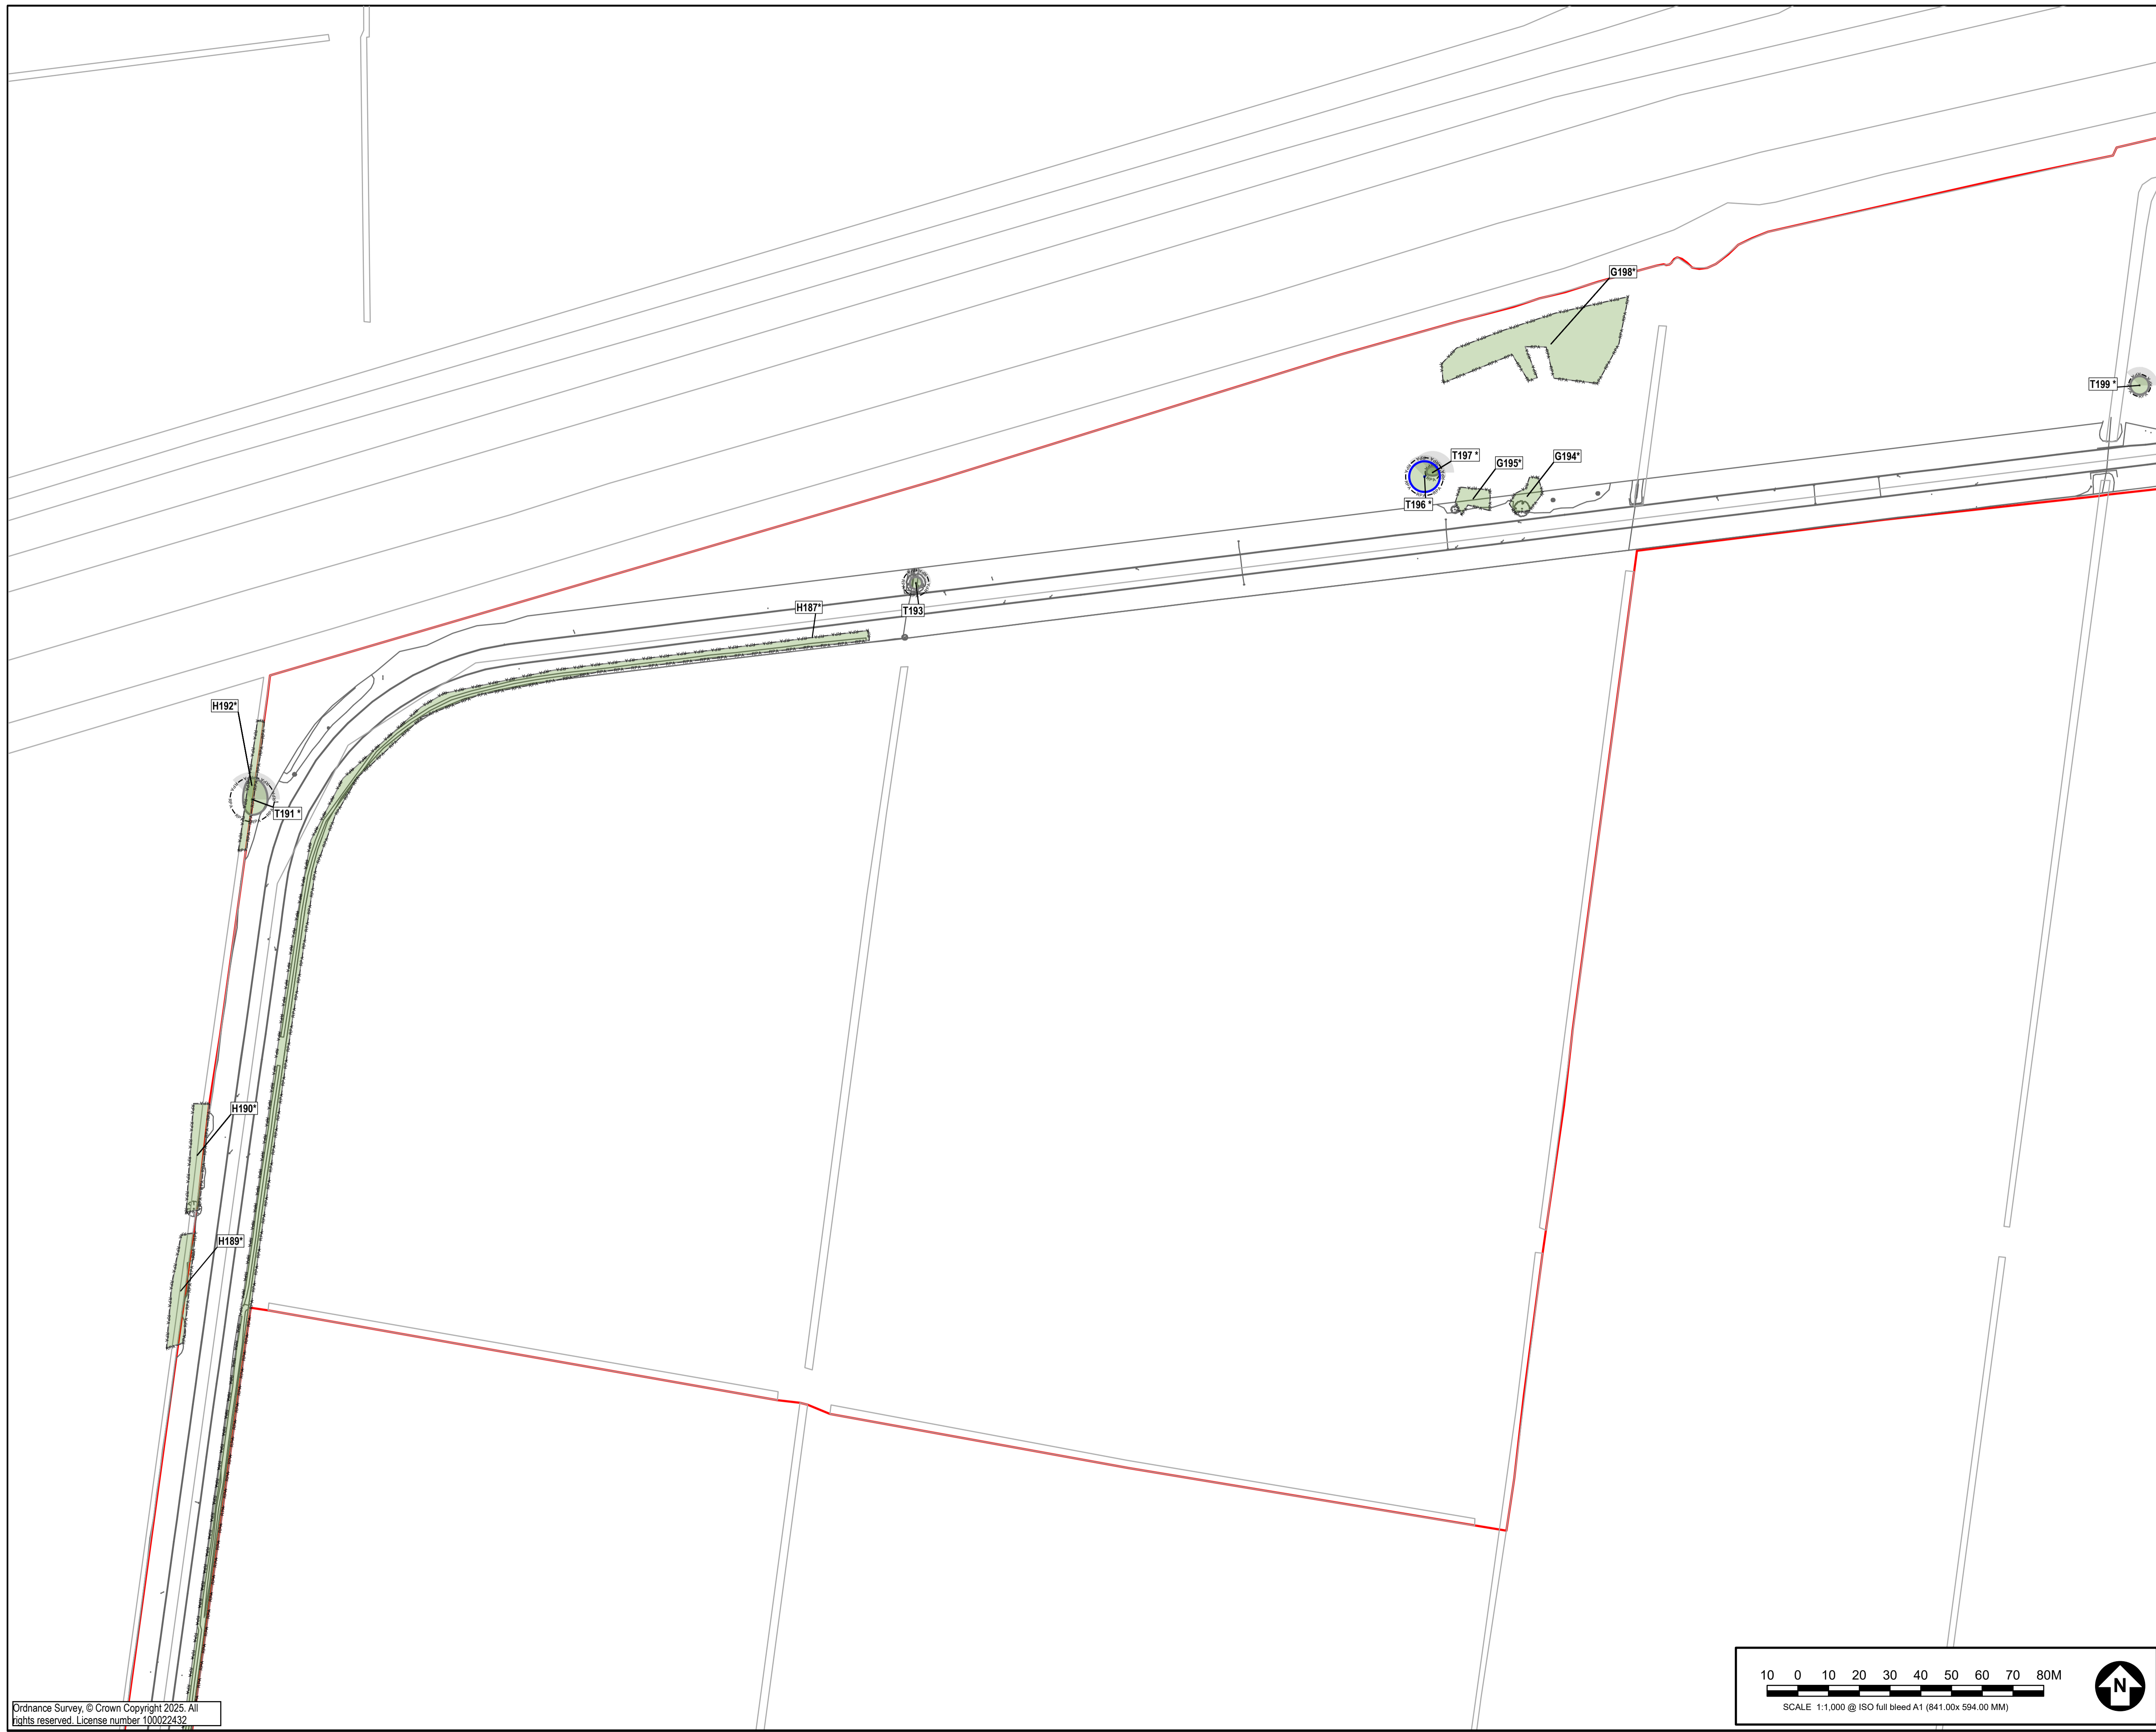 G198*
T199 *
T197 *
G195*
G194*
T196 *
H187*
T193
H192*
T191 *
H190*
H189*
10 0 10 20 30 40 50 60 70 80M
SCALE 1:1,000 @ ISO full bleed A1 (841.00x 594.00 MM)
N
Ordnance Survey, © Crown Copyright 2025. All
rights reserved. License number 100022432